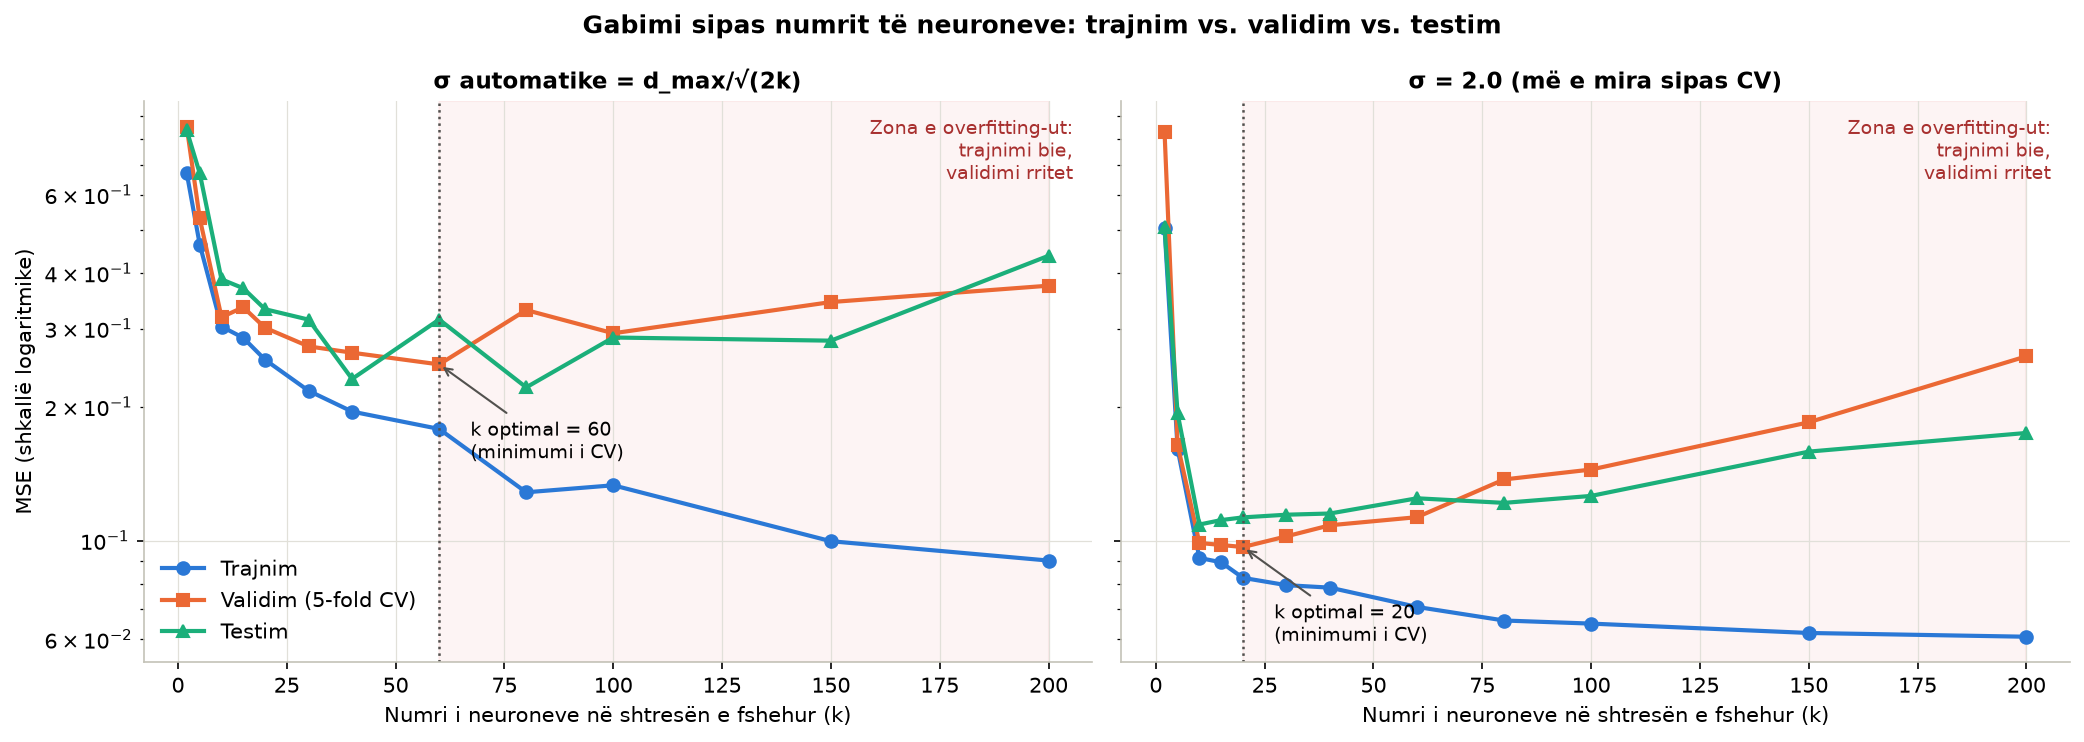 Gabimi sipas numrit të neuroneve: trajnim vs. validim vs. testim
σ automatike = d_max/√(2k)
MSE (shkallë logaritmike)
6 × 10⁻¹
4 × 10⁻¹
3 × 10⁻¹
2 × 10⁻¹
10⁻¹
6 × 10⁻²
Zona e overfitting-ut:
trajnimi bie,
validimi rritet
k optimal = 60
(minimumi i CV)
Trajnim
Validim (5-fold CV)
Testim
0 25 50 75 100 125 150 175 200
Numri i neuroneve në shtresën e fshehur (k)
σ = 2.0 (më e mira sipas CV)
Zona e overfitting-ut:
trajnimi bie,
validimi rritet
k optimal = 20
(minimumi i CV)
0 25 50 75 100 125 150 175 200
Numri i neuroneve në shtresën e fshehur (k)